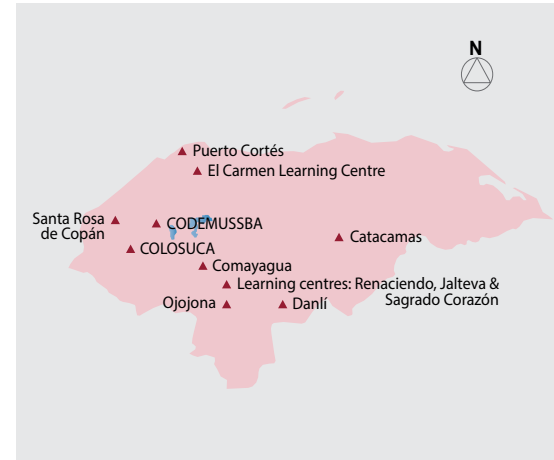 N
Puerto Cortés
El Carmen Learning Centre
Santa Rosa
de Copán
CODEMUSSBA
Catacamas
COLOSUCA
Comayagua
Learning centres: Renaciendo, Jalteva &
Sagrado Corazón
Ojojona
Danlí